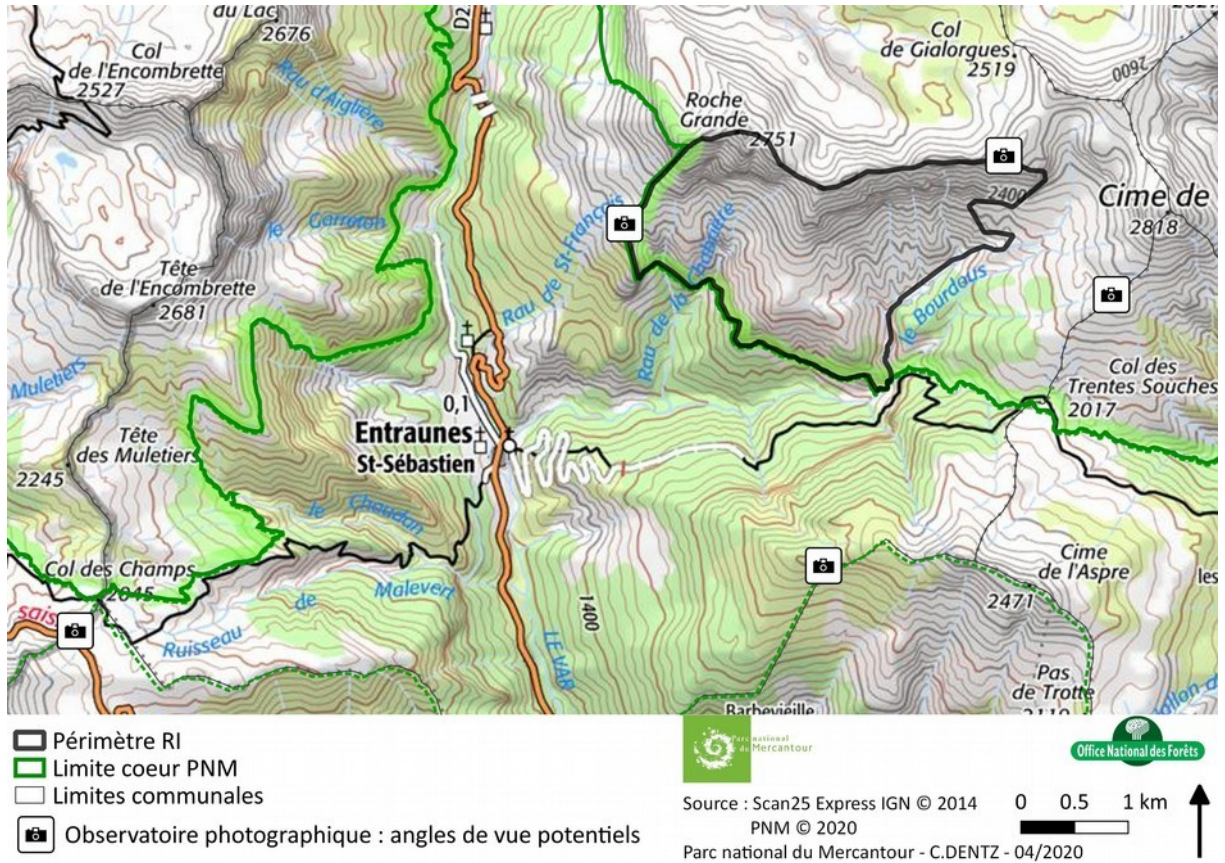 du Lac
2676
Col
de l'Encombrette
2527
Rau d'Aiglière
Col
de Gialorgues
2519
2600
Roche
Grande
2751
2400
Cime de
2818
le Carreton
Rau de St-François
Rau de la Chabnière
le Bourdous
Tête
de l'Encombrette
2681
Muletiers
Col des
Trentes Souches
2017
0,1
Entraunes
St-Sébastien
Tête
des Muletiers
2245
le Chaudan
Col des Champs
2045
Malevert
de
Ruisseau
sais
1400
LE VAR
Cime
de l'Aspre
2471
les
Pas
de Trotte
Barbevieille
Périmètre RI
Limite coeur PNM
Limites communales
Observatoire photographique : angles de vue potentiels
Parc national
du Mercantour
Office National des Forêts
Source : Scan25 Express IGN © 2014
PNM © 2020
0 0.5 1 km
Parc national du Mercantour - C.DENTZ - 04/2020